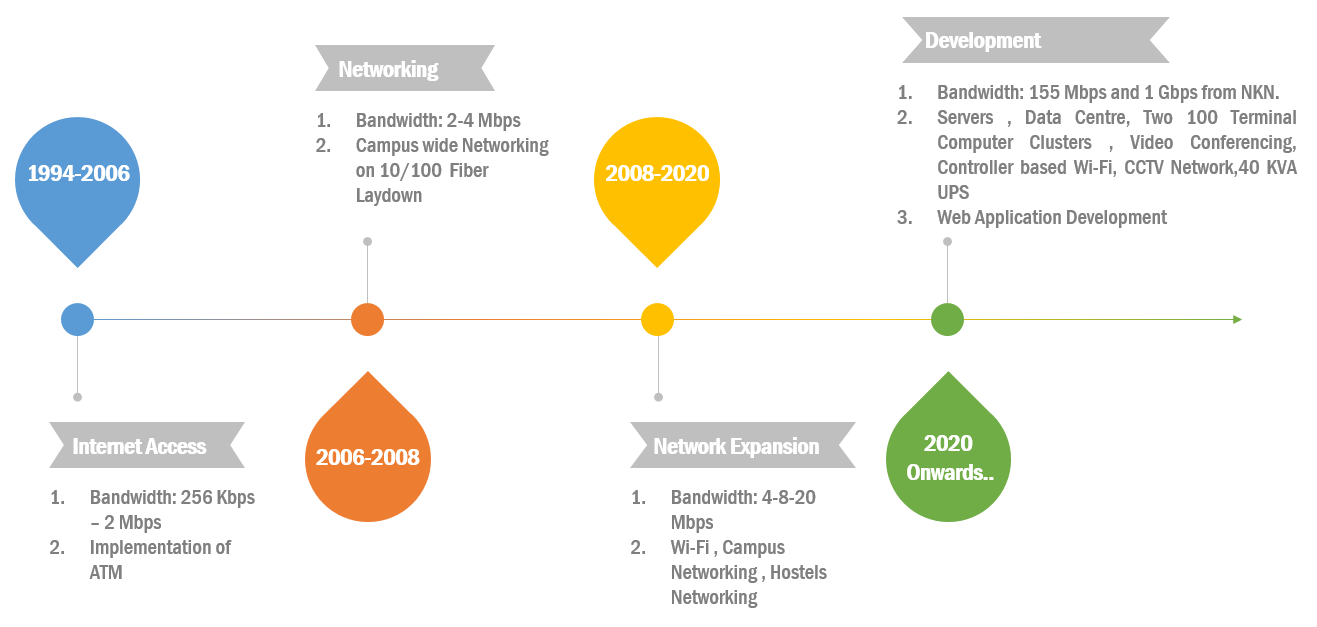 1994-2006
Internet Access
1. Bandwidth: 256 Kbps
– 2 Mbps
2. Implementation of
ATM
Networking
1. Bandwidth: 2-4 Mbps
2. Campus wide Networking
on 10/100 Fiber
Laydown
2006-2008
2008-2020
Network Expansion
1. Bandwidth: 4-8-20
Mbps
2. Wi-Fi , Campus
Networking , Hostels
Networking
Development
1. Bandwidth: 155 Mbps and 1 Gbps from NKN.
2. Servers , Data Centre, Two 100 Terminal
Computer Clusters , Video Conferencing,
Controller based Wi-Fi, CCTV Network,40 KVA
UPS
3. Web Application Development
2020
Onwards..